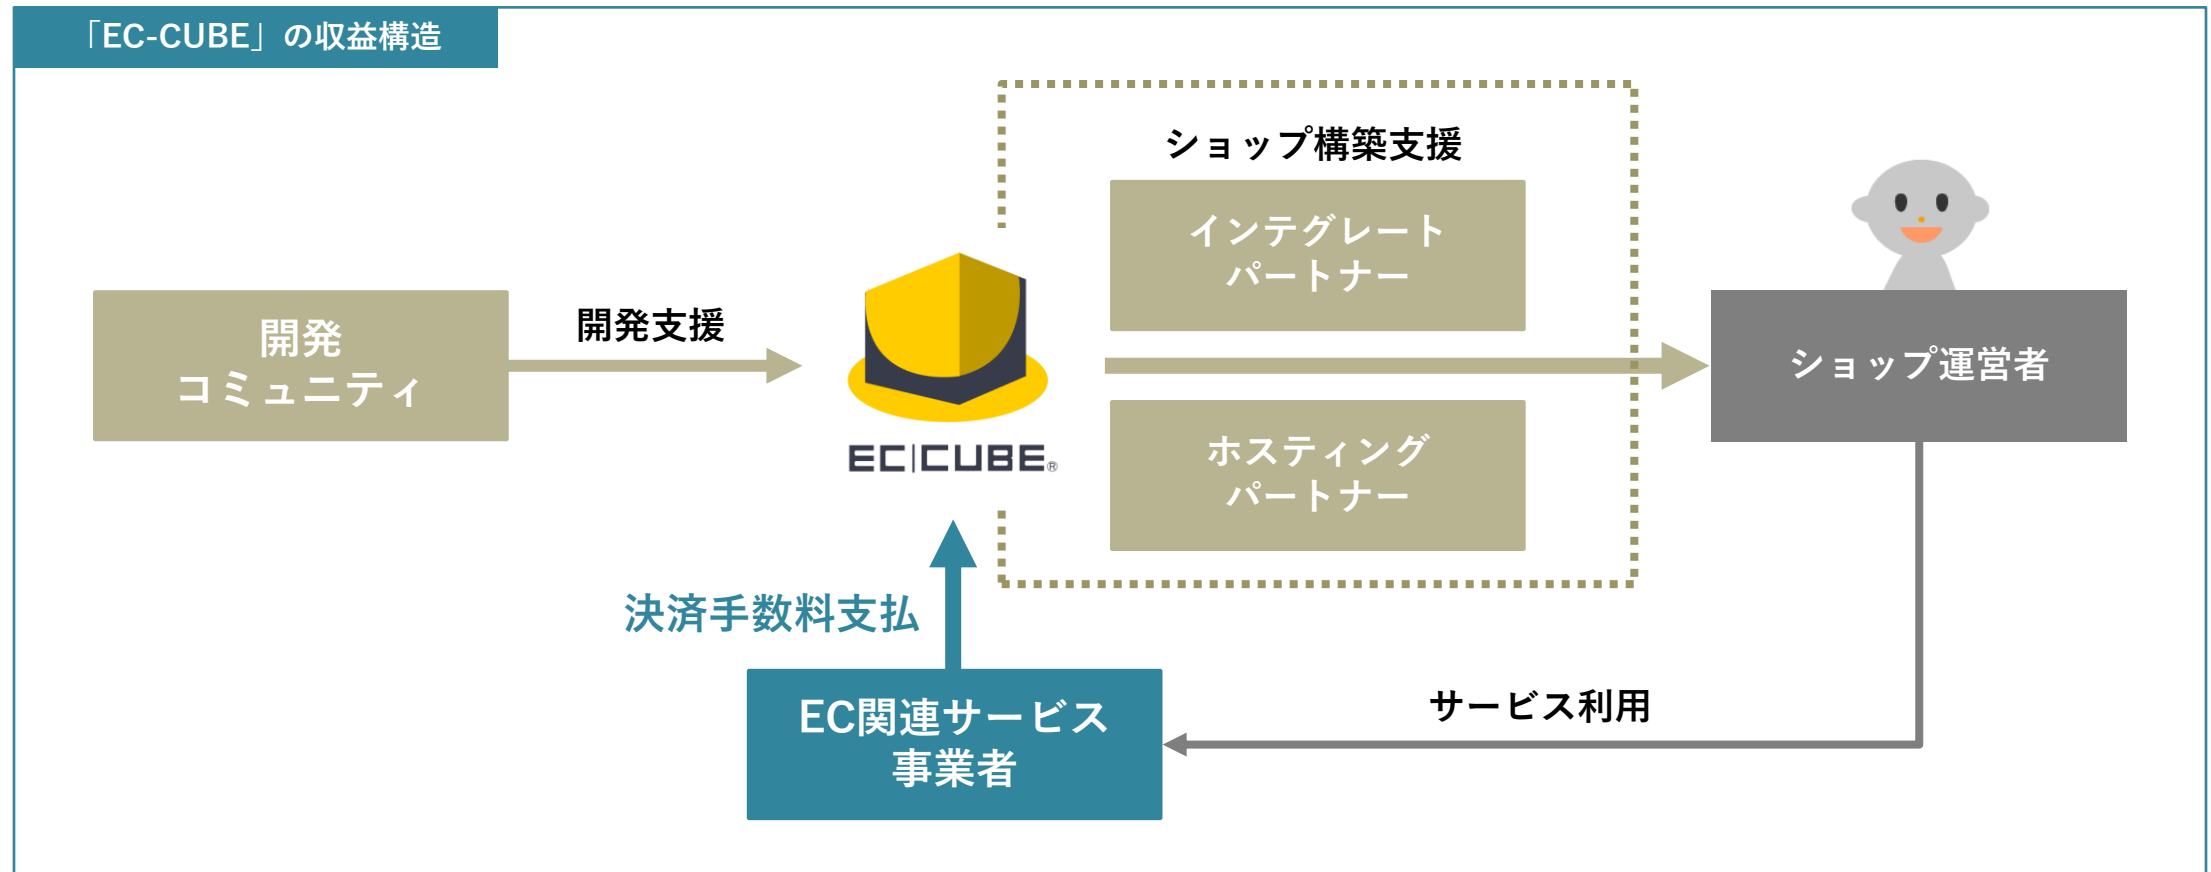 「EC-CUBE」の収益構造
ショップ構築支援
インテグレート
パートナー
開発
コミュニティ
開発支援
EC|CUBE®
ショップ運営者
ホスティング
パートナー
決済手数料支払
EC関連サービス
事業者
サービス利用